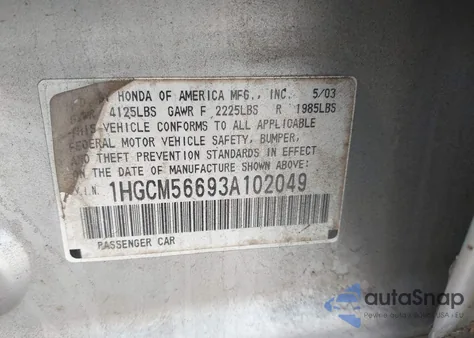 HONDA OF AMERICA MFG., INC. 5/03
4125LBS GAWR F 2225LBS R 1985LBS
THIS VEHICLE CONFORMS TO ALL APPLICABLE
FEDERAL MOTOR VEHICLE SAFETY, BUMPER,
AND THEFT PREVENTION STANDARDS IN EFFECT
ON THE DATE OF MANUFACTURE SHOWN ABOVE:
1HGCM56693A102049
PASSENGER CAR
autoSnap